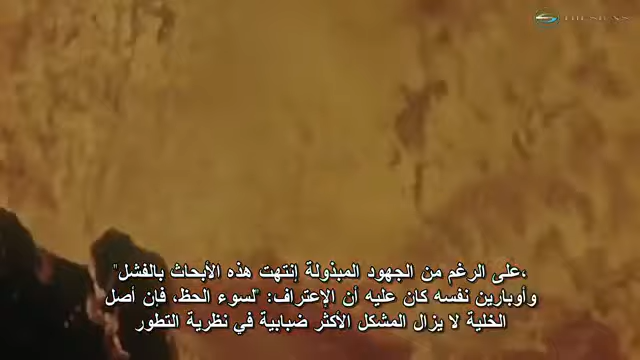 على الرغم من الجهود المبذولة إنتهت هذه الأبحاث بالفشل"،
وأوبارين نفسه كان عليه أن الإعتراف: "لسوء الحظ، فإن أصل
الخلية لا يزال المشكل الأكثر ضبابية في نظرية التطور